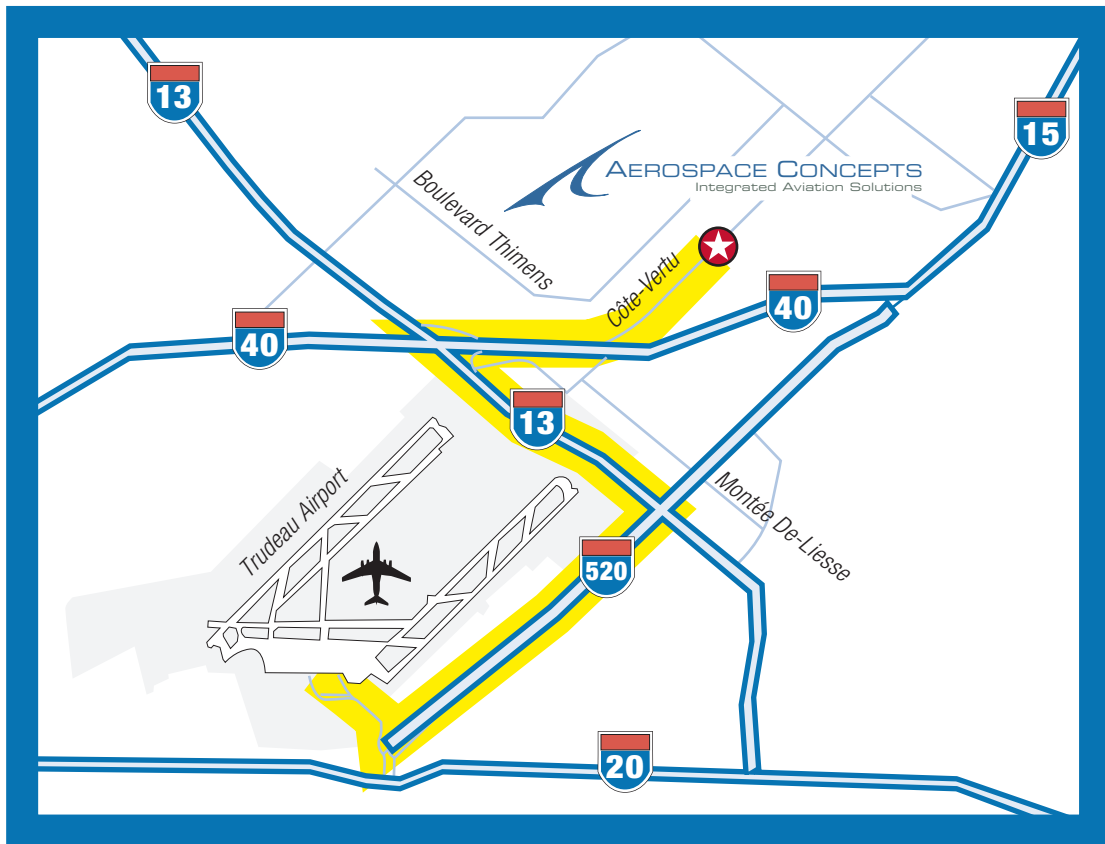 13
15
AEROSPACE CONCEPTS
Integrated Aviation Solutions
Boulevard Thimens
Côte-Vertu
40
40
13
Trudeau Airport
Montée De-Liesse
520
20